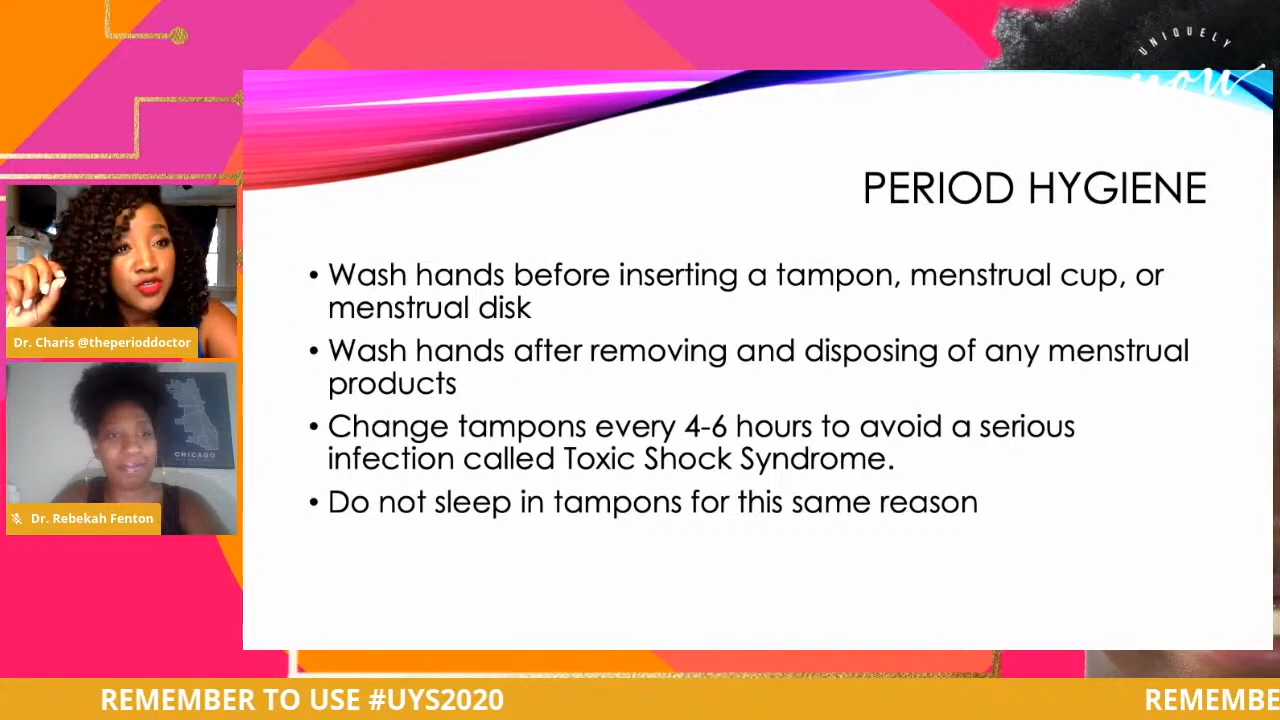 UNIQUELY
you
PERIOD HYGIENE
• Wash hands before inserting a tampon, menstrual cup, or
menstrual disk
• Wash hands after removing and disposing of any menstrual
products
• Change tampons every 4-6 hours to avoid a serious
infection called Toxic Shock Syndrome.
• Do not sleep in tampons for this same reason
Dr. Charis @theperioddoctor
CHICAGO
Dr. Rebekah Fenton
REMEMBER TO USE #UYS2020
REMEMBE